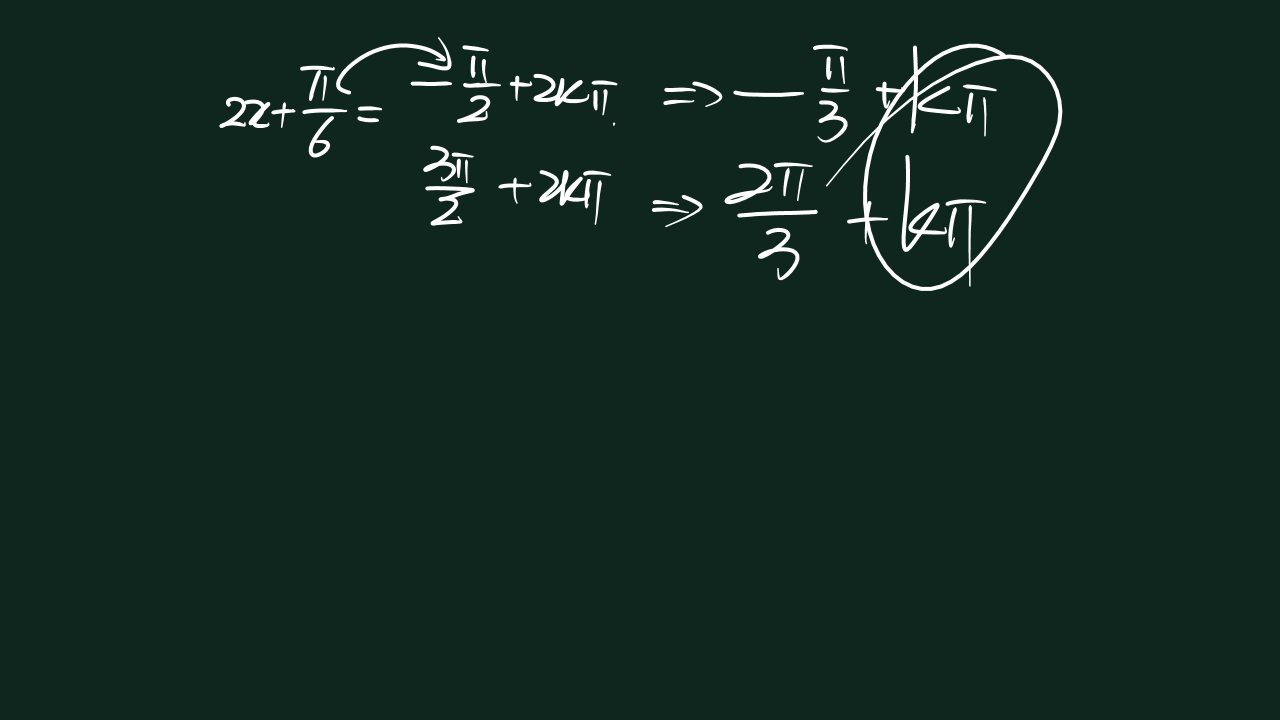 2x + π/6 = -π/2 + 2kπ ⇒ -π/3 + kπ
3π/2 + 2kπ ⇒ 2π/3 + kπ